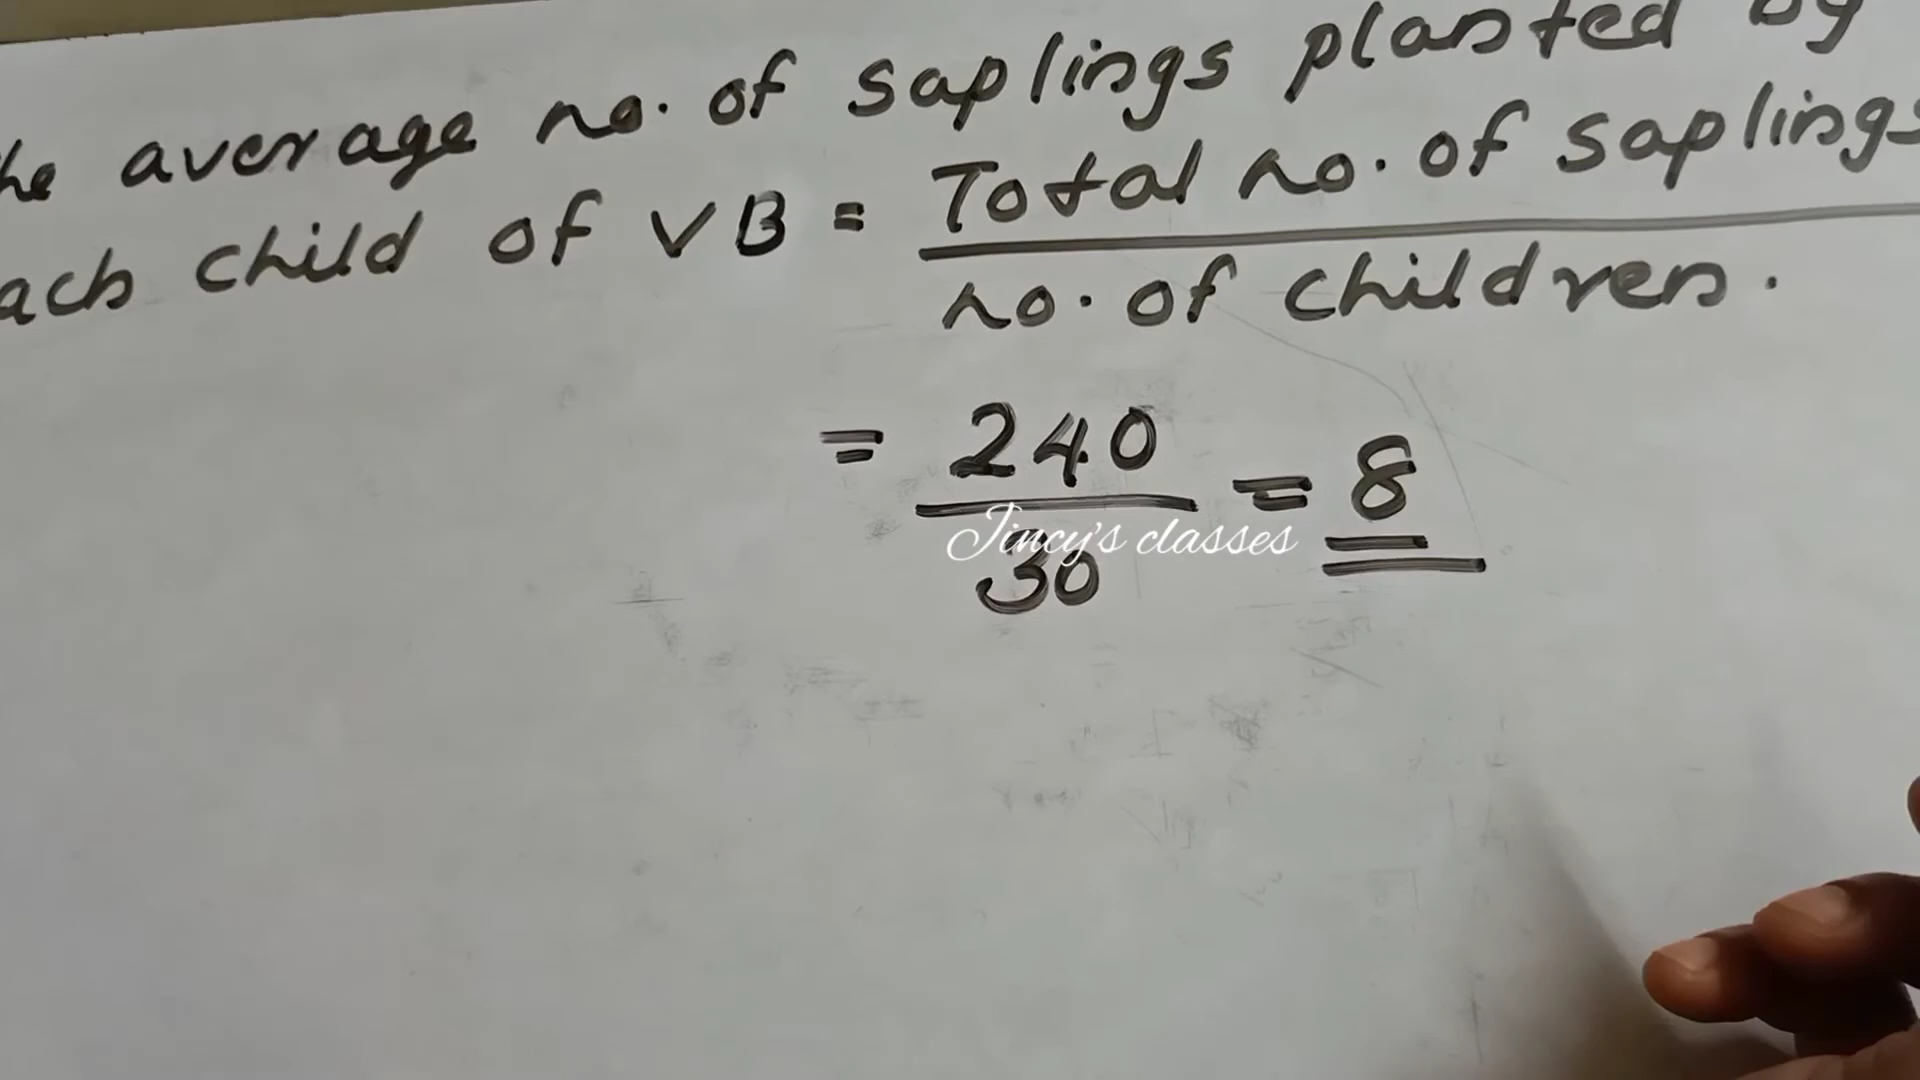 he average no. of saplings planted by
ach child of VB = Total no. of saplings
no. of children.
= 240 = 8
30
Jincy's classes